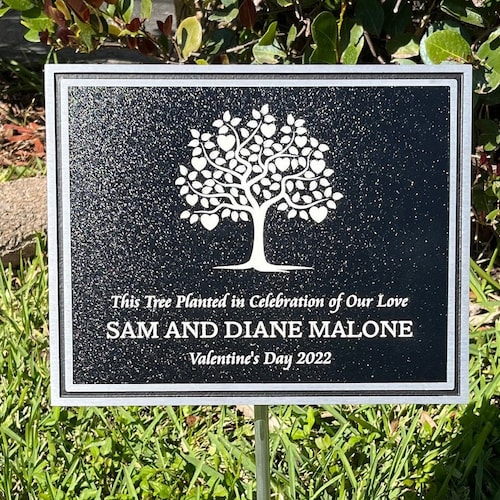 This Tree Planted in Celebration of Our Love
SAM AND DIANE MALONE
Valentine's Day 2022